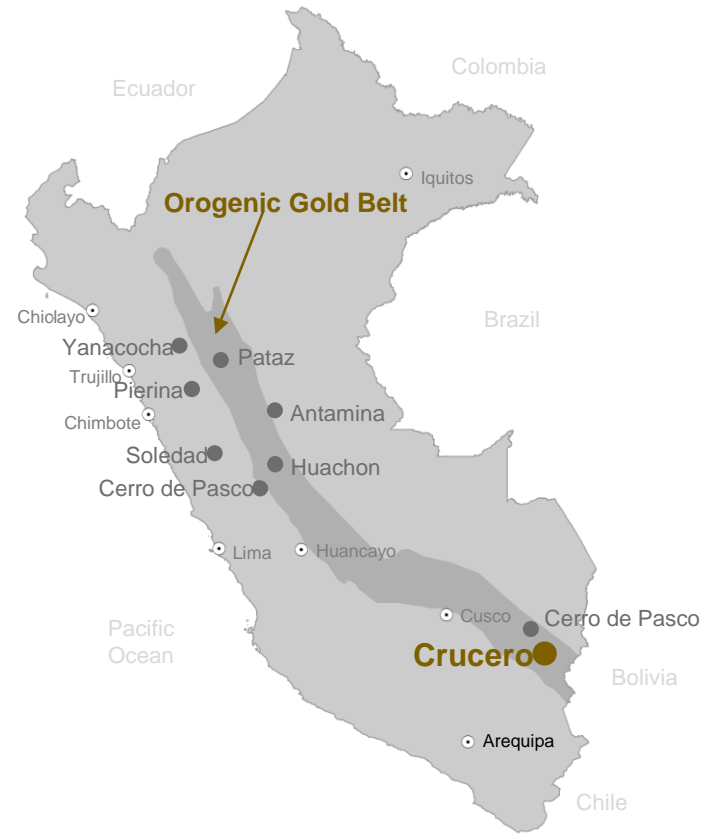 Colombia
Ecuador
Iquitos
Orogenic Gold Belt
Chiolayo
Brazil
Yanacocha
Pataz
Trujillo
Pierina
Antamina
Chimbote
Soledad
Huachon
Cerro de Pasco
Lima
Huancayo
Cusco
Cerro de Pasco
Pacific
Ocean
Crucero
Bolivia
Arequipa
Chile